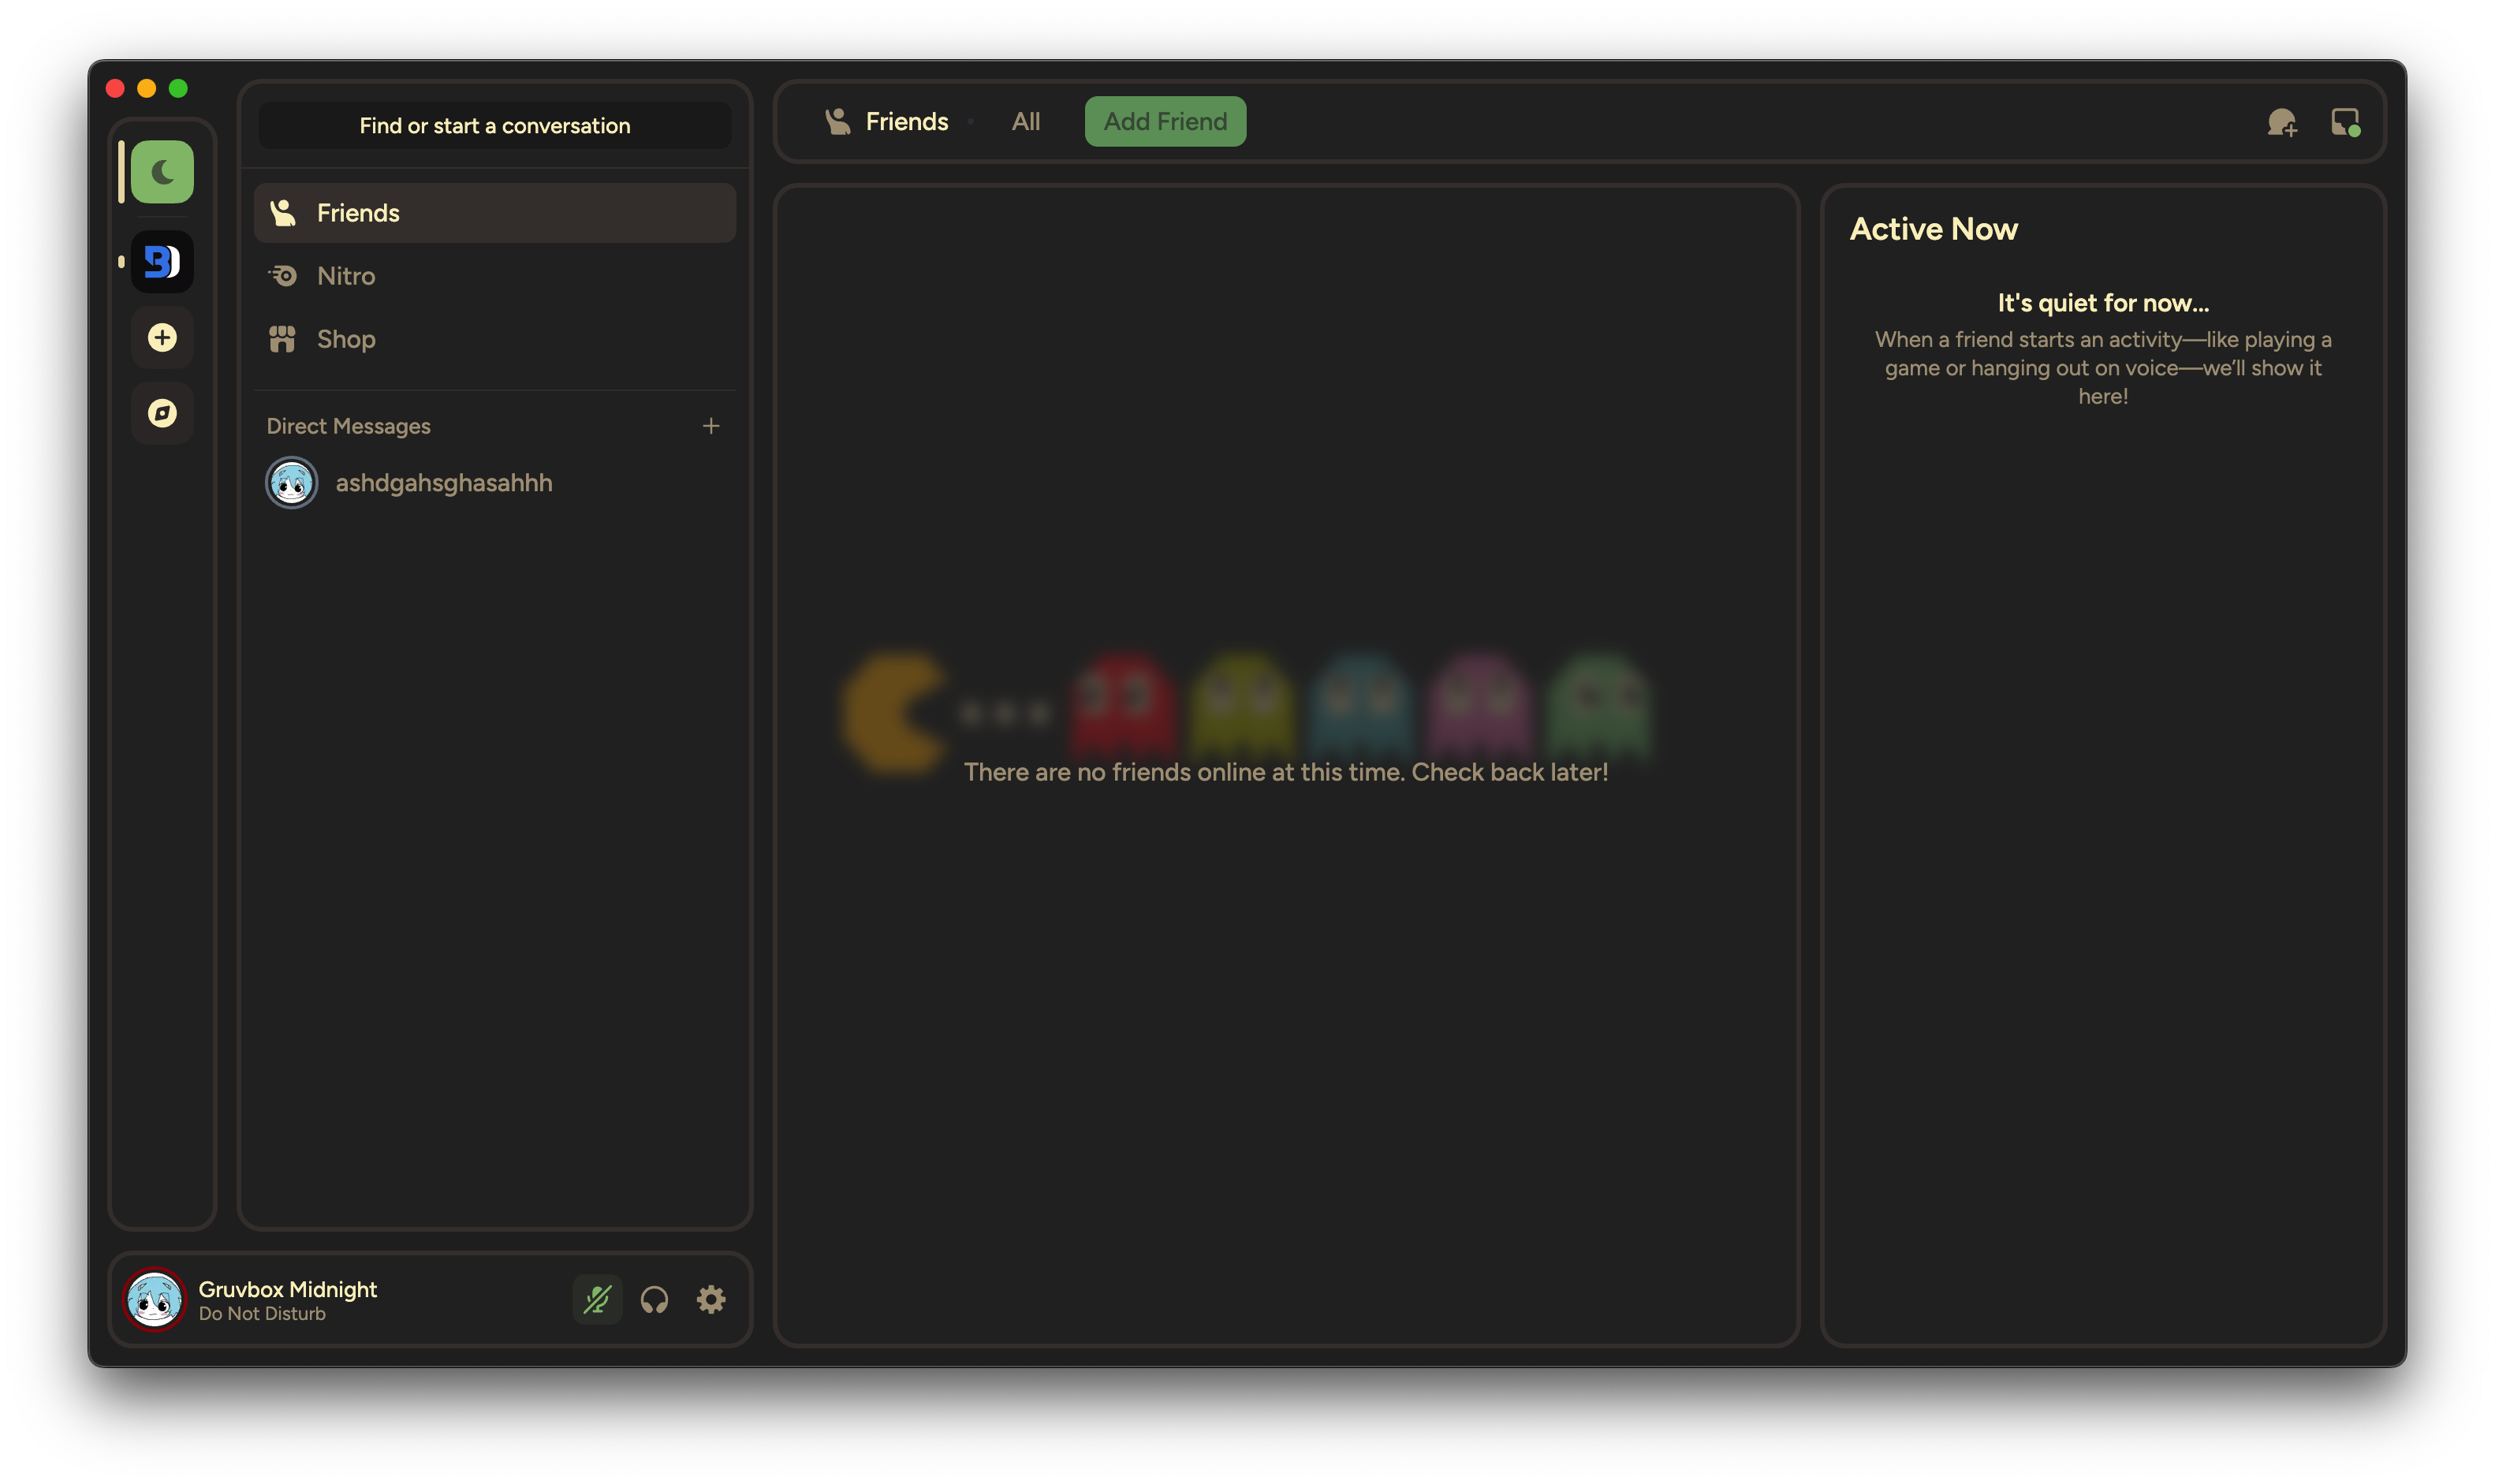 Find or start a conversation
Friends
Nitro
Shop
Direct Messages
ashdgahsghasahhh
Gruvbox Midnight
Do Not Disturb
Friends
All
Add Friend
There are no friends online at this time. Check back later!
Active Now
It's quiet for now...
When a friend starts an activity—like playing a
game or hanging out on voice—we’ll show it
here!